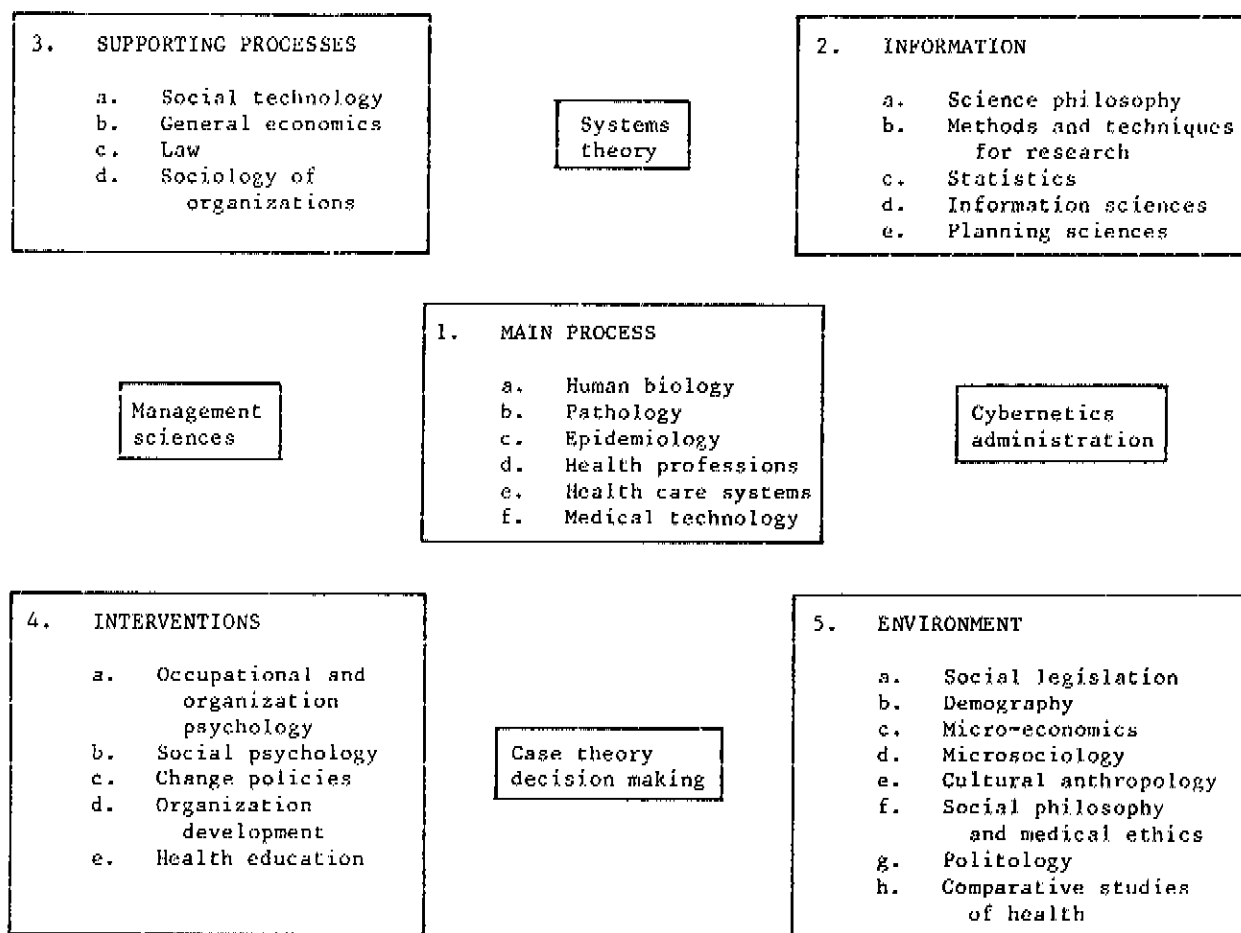 3. SUPPORTING PROCESSES
a. Social technology
b. General economics
c. Law
d. Sociology of
organizations
Systems
theory
2. INFORMATION
a. Science philosophy
b. Methods and techniques
for research
c. Statistics
d. Information sciences
e. Planning sciences
Management
sciences
1. MAIN PROCESS
a. Human biology
b. Pathology
c. Epidemiology
d. Health professions
e. Health care systems
f. Medical technology
Cybernetics
administration
4. INTERVENTIONS
a. Occupational and
organization
psychology
b. Social psychology
c. Change policies
d. Organization
development
e. Health education
Case theory
decision making
5. ENVIRONMENT
a. Social legislation
b. Demography
c. Micro-economics
d. Microsociology
e. Cultural anthropology
f. Social philosophy
and medical ethics
g. Politology
h. Comparative studies
of health